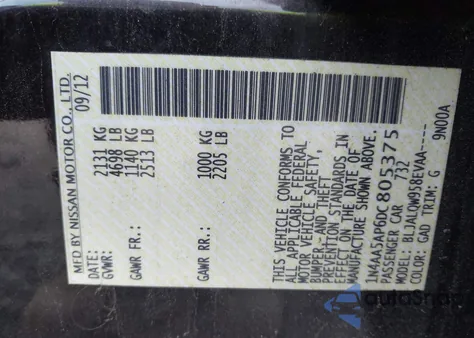 MFD BY NISSAN MOTOR CO., LTD.
DATE: 09/12
GVWR: 2131 KG
4698 LB
GAWR FR: 1140 KG
2513 LB
GAWR RR: 1000 KG
2205 LB
THIS VEHICLE CONFORMS TO
ALL APPLICABLE FEDERAL
MOTOR VEHICLE SAFETY,
BUMPER, AND THEFT
PREVENTION STANDARDS IN
EFFECT ON THE DATE OF
MANUFACTURE SHOWN ABOVE.
1N4AA5AP6DC805375
PASSENGER CAR 732
MODEL: BLJALQWS58EVAA----
COLOR: GAD TRIM: G 9N00A
autoSnap